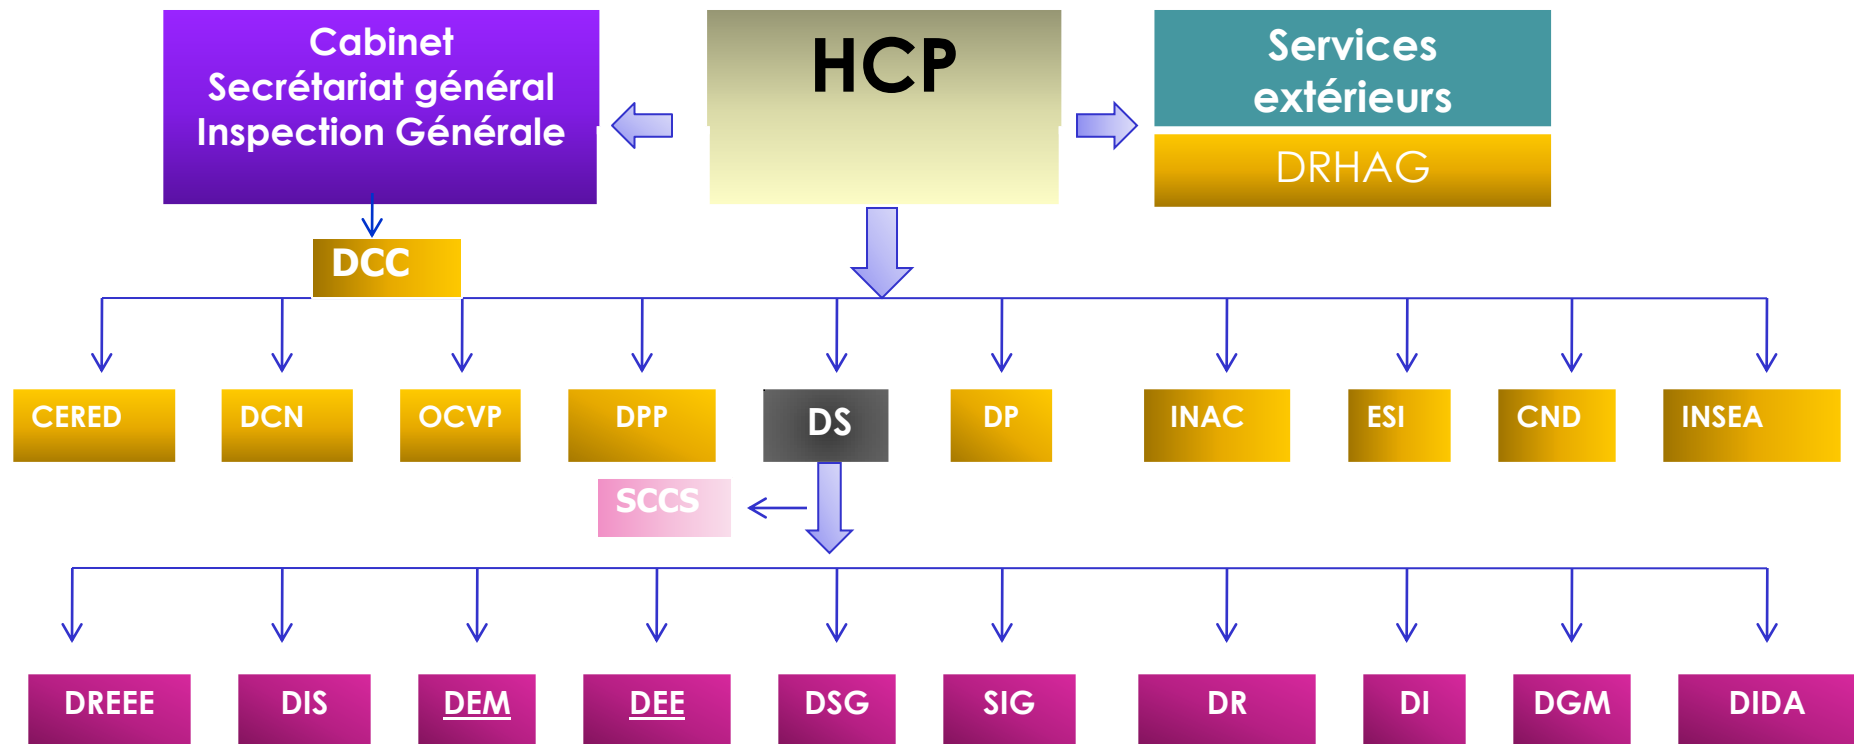 Cabinet
Secrétariat général
Inspection Générale
HCP
Services
extérieurs
DRHAG
DCC
CERED
DCN
OCVP
DPP
DS
DP
INAC
ESI
CND
INSEA
SCCS
DREEE
DIS
DEM
DEE
DSG
SIG
DR
DI
DGM
DIDA